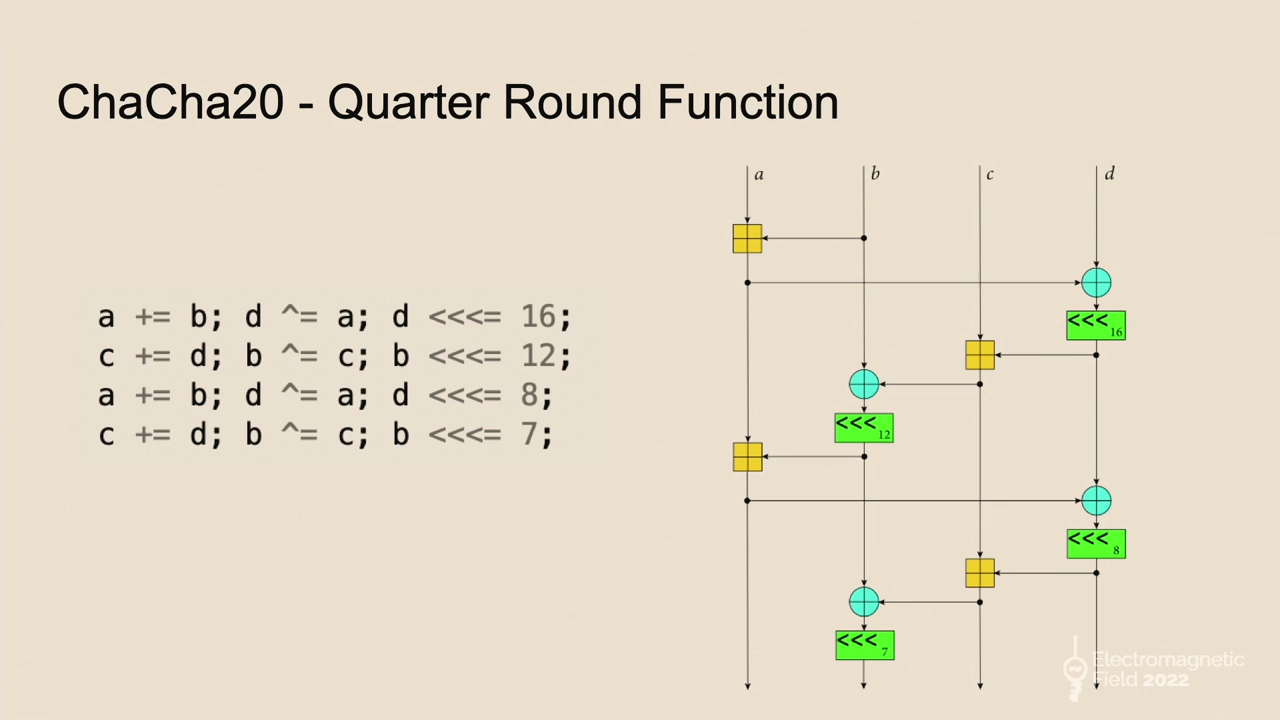 ChaCha20 - Quarter Round Function
a b c d
a += b; d ^= a; d <<<= 16;
c += d; b ^= c; b <<<= 12;
a += b; d ^= a; d <<<= 8;
c += d; b ^= c; b <<<= 7;
<<< 16
<<< 12
<<< 8
<<< 7
Electromagnetic
Field 2022